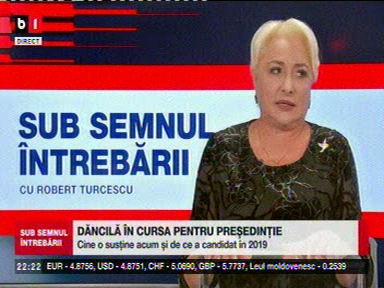 b 1
DIRECT
SUB SEMNUL
ÎNTREBĂRII
CU ROBERT TURCESCU
SUB SEMNUL
ÎNTREBĂRII
DĂNCILĂ ÎN CURSA PENTRU PREȘEDINȚIE
Cine o susține acum și de ce a candidat în 2019
22:22 EUR - 4.8756, USD - 4.8751, CHF - 5.0690, GBP - 5.7737, Leul moldovenesc - 0.2539